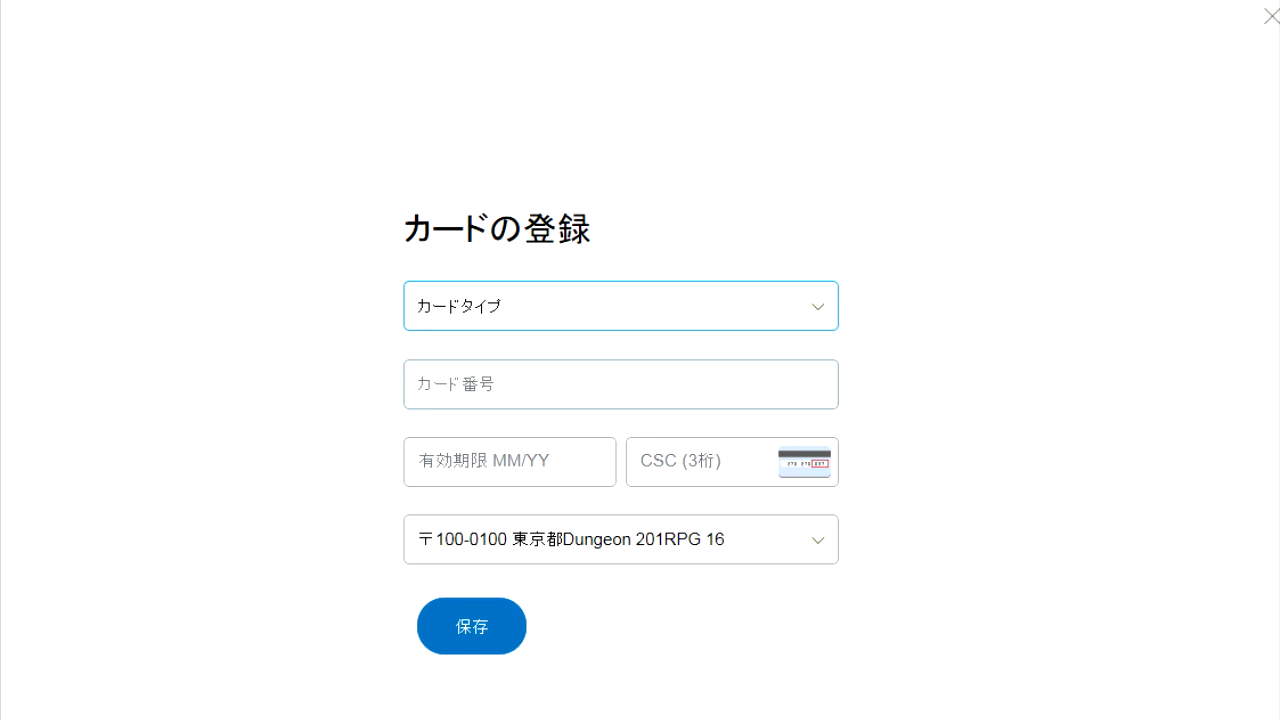 カードの登録
カードタイプ
カード番号
有効期限 MM/YY
CSC (3桁)
〒100-0100 東京都Dungeon 201RPG 16
保存